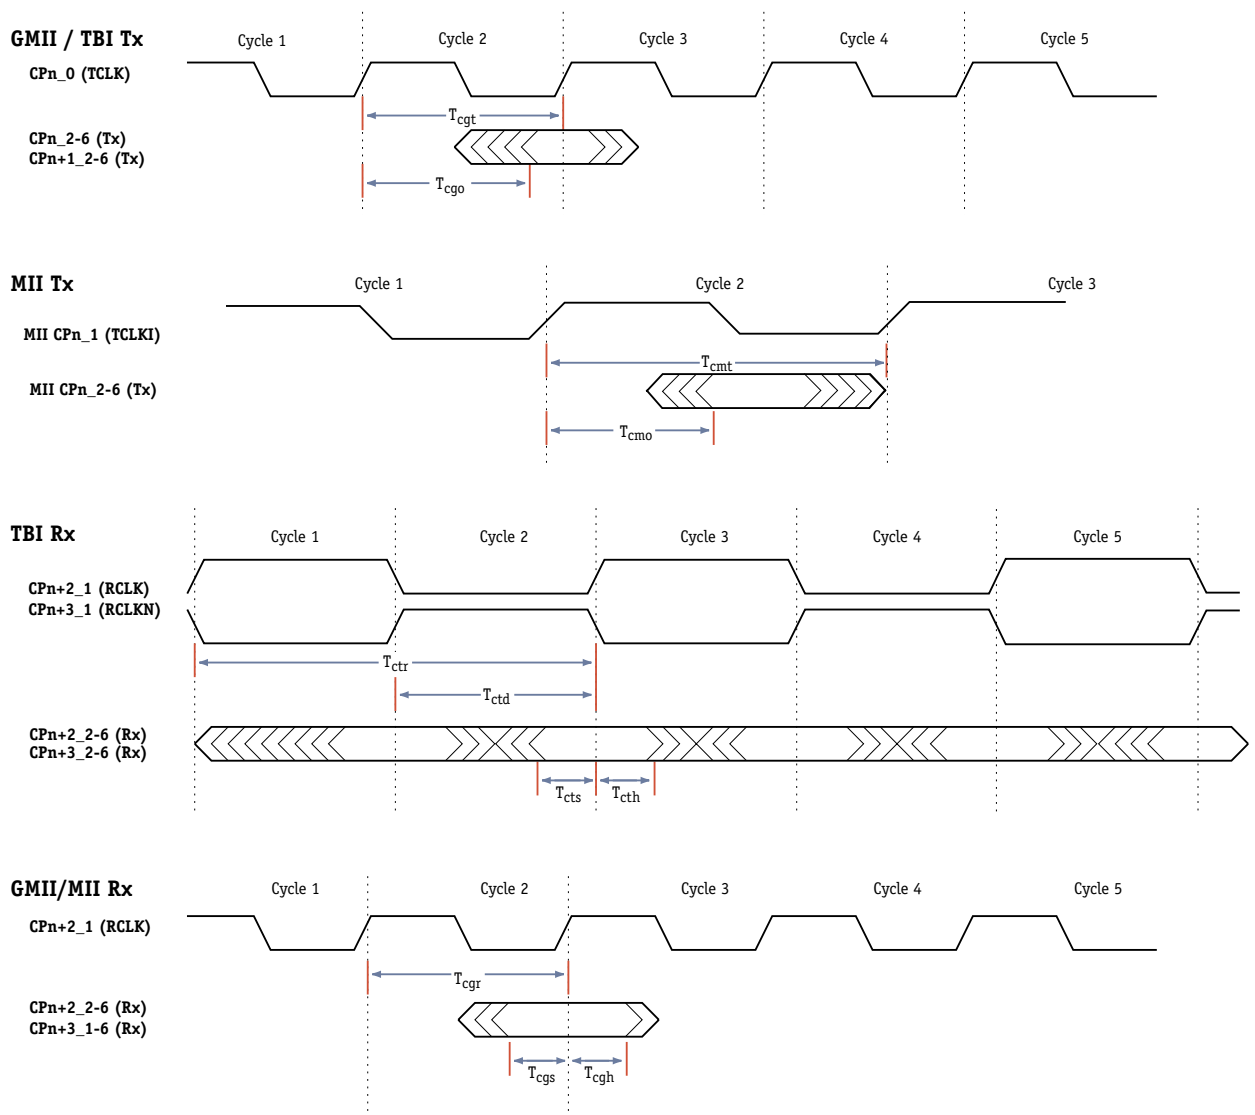 GMII / TBI Tx
Cycle 1 Cycle 2 Cycle 3 Cycle 4 Cycle 5
CPn_0 (TCLK)
Tcgt
CPn_2-6 (Tx)
CPn+1_2-6 (Tx)
Tcgo
MII Tx
Cycle 1 Cycle 2 Cycle 3
MII CPn_1 (TCLKI)
Tcmt
MII CPn_2-6 (Tx)
Tcmo
TBI Rx
Cycle 1 Cycle 2 Cycle 3 Cycle 4 Cycle 5
CPn+2_1 (RCLK)
CPn+3_1 (RCLKN)
Tctr
Tctd
CPn+2_2-6 (Rx)
CPn+3_2-6 (Rx)
Tcts Tcth
GMII/MII Rx
Cycle 1 Cycle 2 Cycle 3 Cycle 4 Cycle 5
CPn+2_1 (RCLK)
Tcgr
CPn+2_2-6 (Rx)
CPn+3_1-6 (Rx)
Tcgs Tcgh